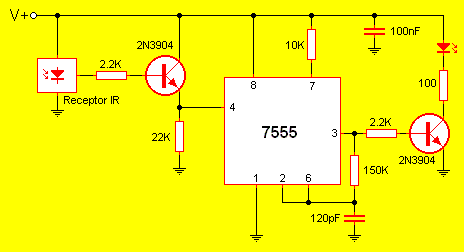 V+
2N3904
100nF
10K
2.2K
8
7
100
Receptor IR
4
7555
2.2K
22K
3
2N3904
150K
1
2
6
120pF